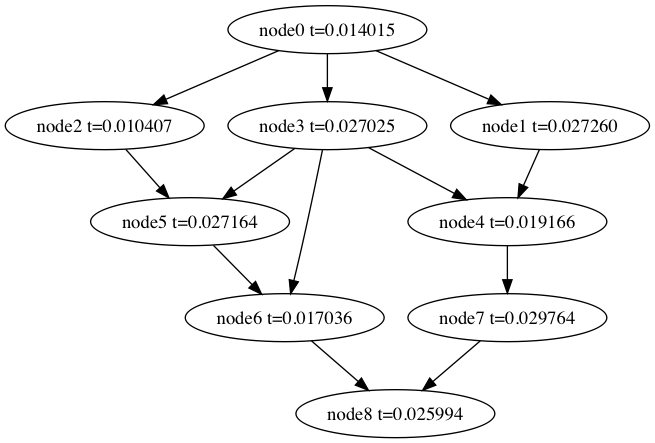 node0 t=0.014015
node2 t=0.010407
node3 t=0.027025
node1 t=0.027260
node5 t=0.027164
node4 t=0.019166
node6 t=0.017036
node7 t=0.029764
node8 t=0.025994